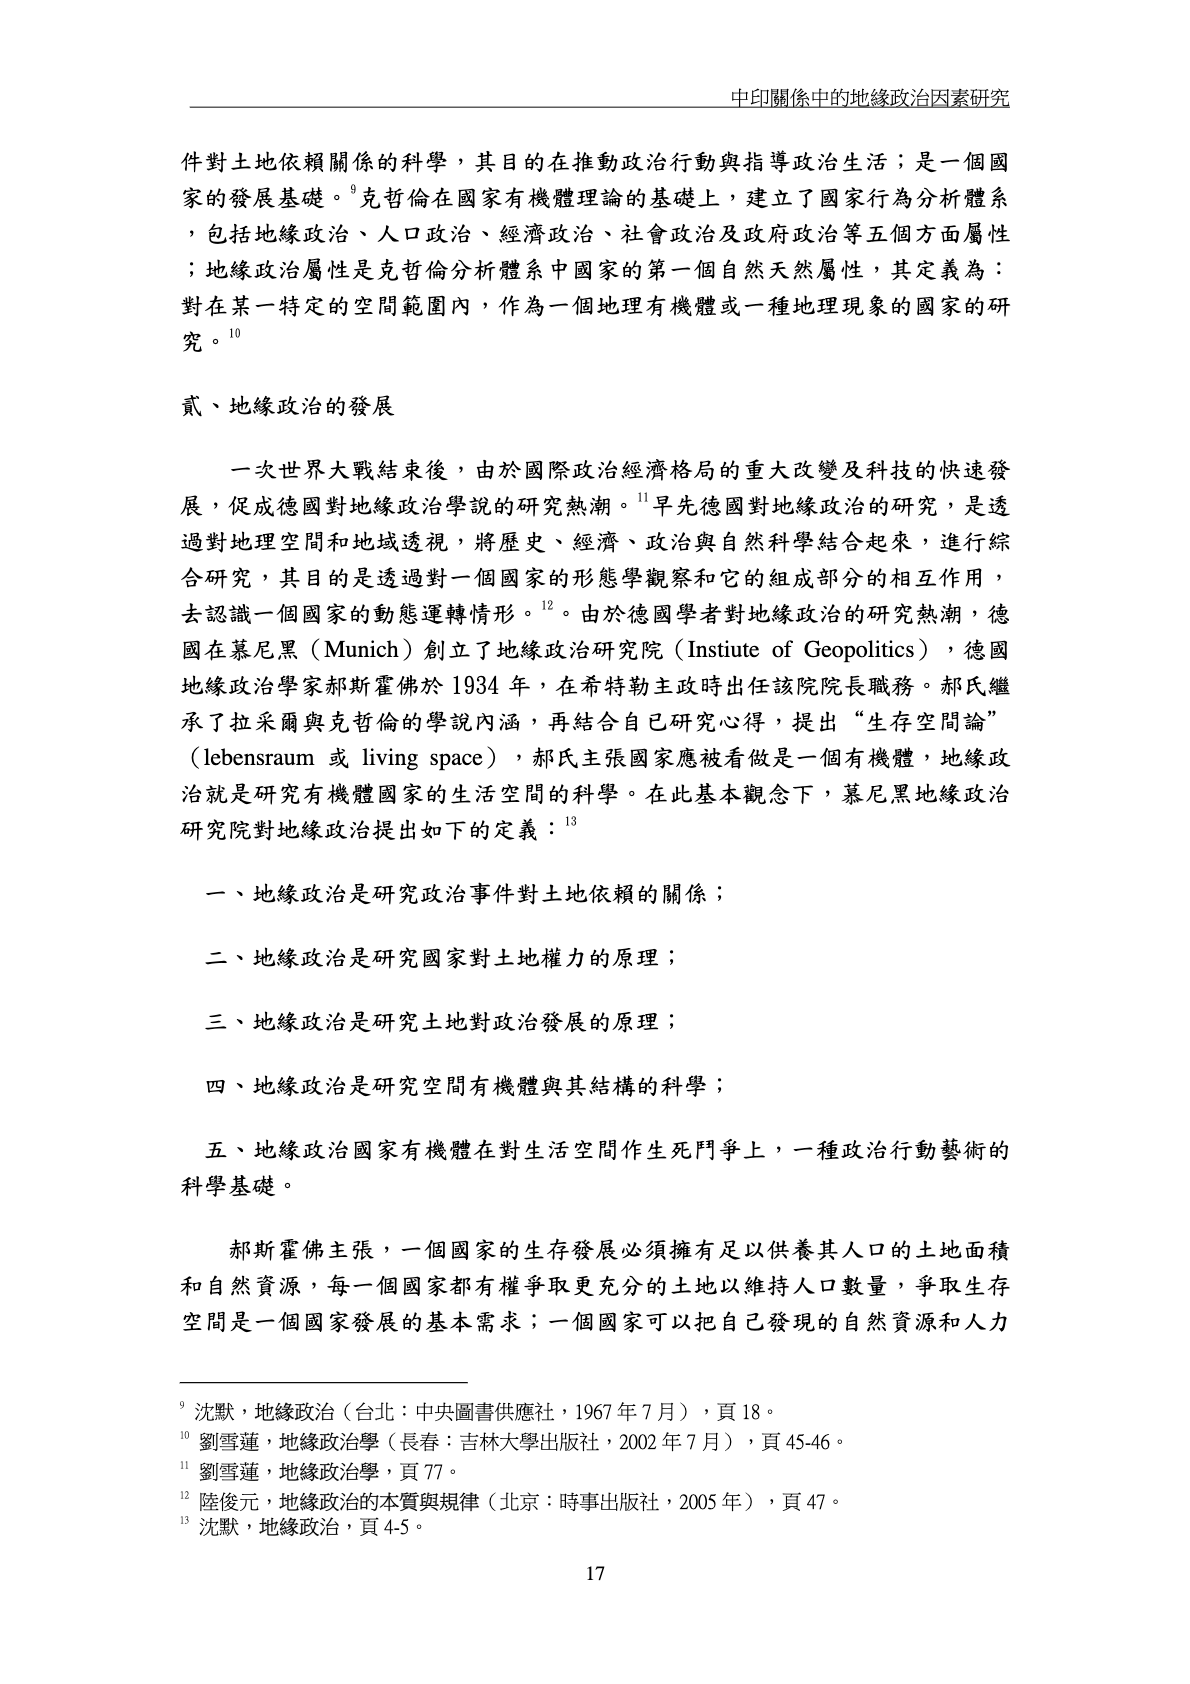 中印關係中的地緣政治因素研究
件對土地依賴關係的科學，其目的在推動政治行動與指導政治生活；是一個國
家的發展基礎。9克哲倫在國家有機體理論的基礎上，建立了國家行為分析體系
，包括地緣政治、人口政治、經濟政治、社會政治及政府政治等五個方面屬性
；地緣政治屬性是克哲倫分析體系中國家的第一個自然天然屬性，其定義為：
對在某一特定的空間範圍內，作為一個地理有機體或一種地理現象的國家的研
究。10
貳、地緣政治的發展
一次世界大戰結束後，由於國際政治經濟格局的重大改變及科技的快速發
展，促成德國對地緣政治學說的研究熱潮。11早先德國對地緣政治的研究，是透
過對地理空間和地域透視，將歷史、經濟、政治與自然科學結合起來，進行綜
合研究，其目的是透過對一個國家的形態學觀察和它的組成部分的相互作用，
去認識一個國家的動態運轉情形。12。由於德國學者對地緣政治的研究熱潮，德
國在慕尼黑（Munich）創立了地緣政治研究院（Instiute of Geopolitics），德國
地緣政治學家郝斯霍佛於 1934 年，在希特勒主政時出任該院院長職務。郝氏繼
承了拉采爾與克哲倫的學說內涵，再結合自已研究心得，提出“生存空間論”
（lebensraum 或 living space），郝氏主張國家應被看做是一個有機體，地緣政
治就是研究有機體國家的生活空間的科學。在此基本觀念下，慕尼黑地緣政治
研究院對地緣政治提出如下的定義：13
一、地緣政治是研究政治事件對土地依賴的關係；
二、地緣政治是研究國家對土地權力的原理；
三、地緣政治是研究土地對政治發展的原理；
四、地緣政治是研究空間有機體與其結構的科學；
五、地緣政治國家有機體在對生活空間作生死鬥爭上，一種政治行動藝術的
科學基礎。
郝斯霍佛主張，一個國家的生存發展必須擁有足以供養其人口的土地面積
和自然資源，每一個國家都有權爭取更充分的土地以維持人口數量，爭取生存
空間是一個國家發展的基本需求；一個國家可以把自己發現的自然資源和人力
9 沈默，地緣政治（台北：中央圖書供應社，1967 年 7 月），頁 18。
10 劉雪蓮，地緣政治學（長春：吉林大學出版社，2002 年 7 月），頁 45-46。
11 劉雪蓮，地緣政治學，頁 77。
12 陸俊元，地緣政治的本質與規律（北京：時事出版社，2005 年），頁 47。
13 沈默，地緣政治，頁 4-5。
17